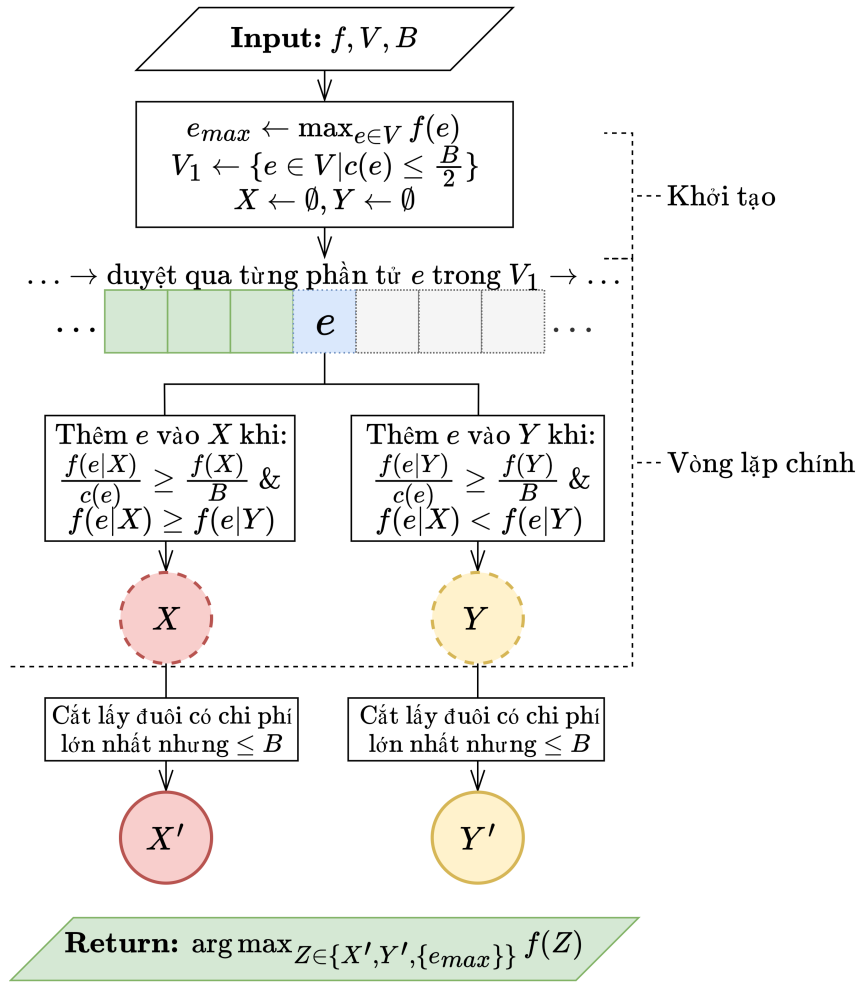 Input: f, V, B
e_max ← max_{e∈V} f(e)
V_1 ← {e ∈ V|c(e) ≤ B/2}
X ← ∅, Y ← ∅
Khởi tạo
... → duyệt qua từng phần tử e trong V_1 → ...
... e ...
Thêm e vào X khi:
f(e|X)/c(e) ≥ f(X)/B &
f(e|X) ≥ f(e|Y)
Thêm e vào Y khi:
f(e|Y)/c(e) ≥ f(Y)/B &
f(e|X) < f(e|Y)
Vòng lặp chính
X
Y
Cắt lấy đuôi có chi phí
lớn nhất nhưng ≤ B
Cắt lấy đuôi có chi phí
lớn nhất nhưng ≤ B
X′
Y′
Return: arg max_{Z∈{X′,Y′,{e_max}}} f(Z)